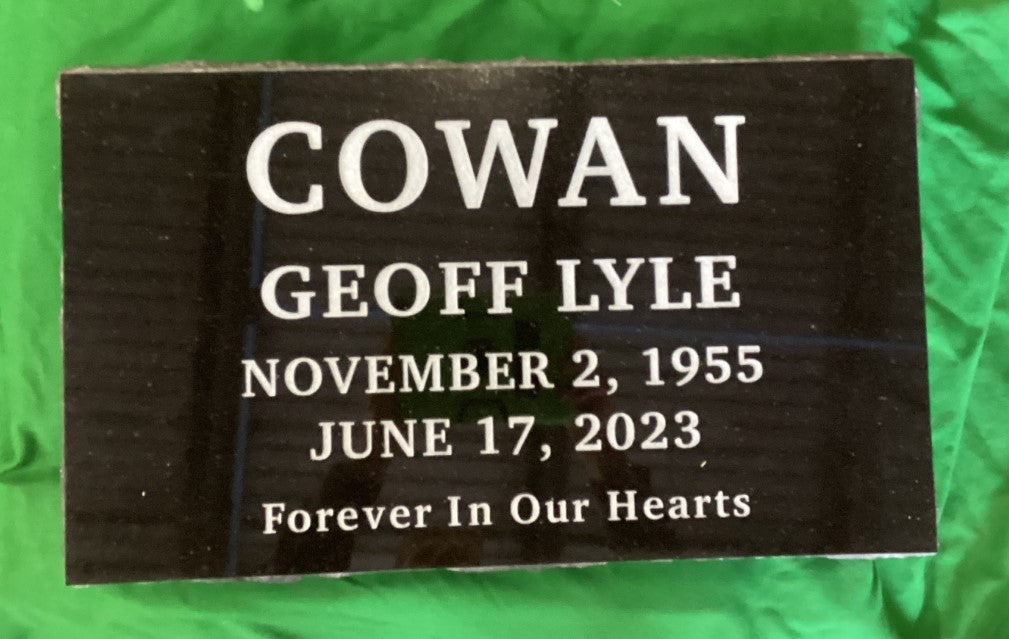 COWAN
GEOFF LYLE
NOVEMBER 2, 1955
JUNE 17, 2023
Forever In Our Hearts